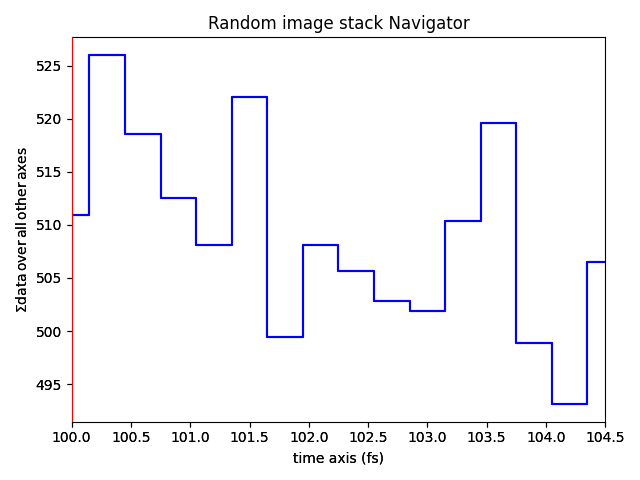 Random image stack Navigator
525
520
515
510
505
500
495
Σdata over all other axes
100.0 100.5 101.0 101.5 102.0 102.5 103.0 103.5 104.0 104.5
time axis (fs)